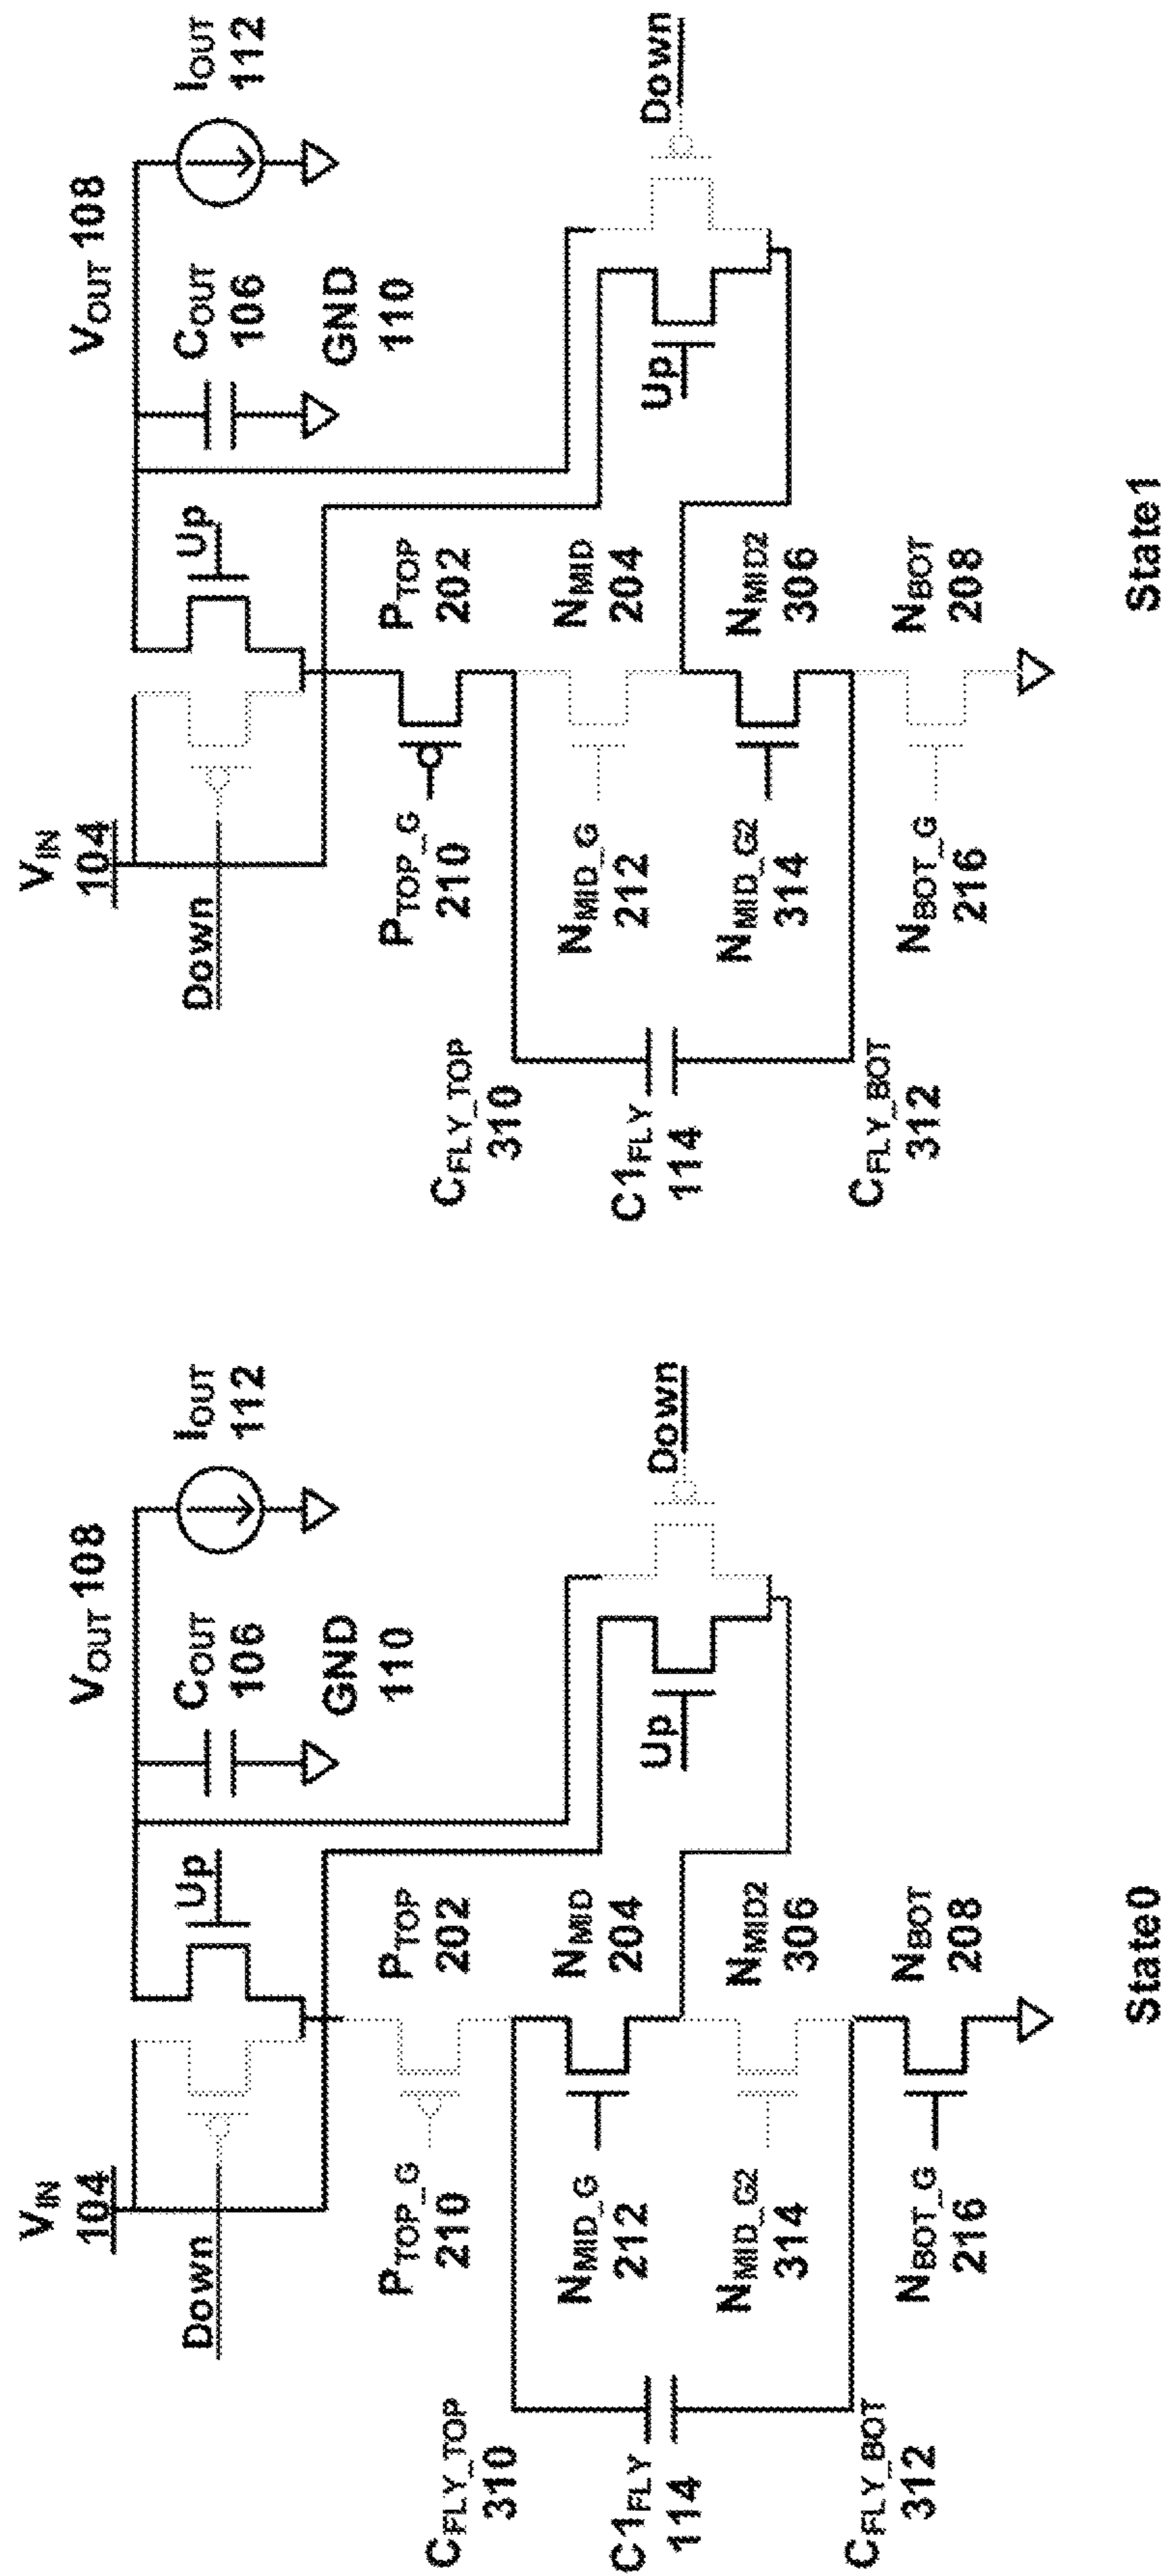 V_IN
104
Down
Up
V_OUT 108
C_OUT
106
GND
110
I_OUT
112
P_TOP_G
210
P_TOP
202
C_FLY_TOP
310
N_MID_G
212
N_MID
204
Up
Down
C1_FLY
114
N_MID_G2
314
N_MID2
306
C_FLY_BOT
312
N_BOT_G
216
N_BOT
208
State0
V_IN
104
Down
Up
V_OUT 108
C_OUT
106
GND
110
I_OUT
112
P_TOP_G
210
P_TOP
202
C_FLY_TOP
310
N_MID_G
212
N_MID
204
Up
Down
C1_FLY
114
N_MID_G2
314
N_MID2
306
C_FLY_BOT
312
N_BOT_G
216
N_BOT
208
State1